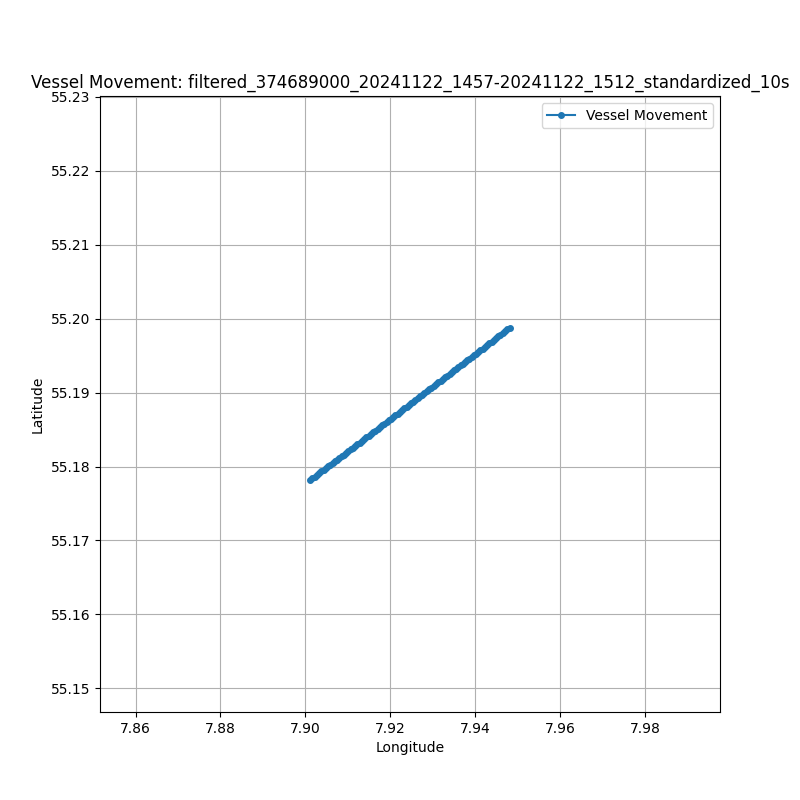 Vessel Movement: filtered_374689000_20241122_1457-20241122_1512_standardized_10s
Vessel Movement
55.23
55.22
55.21
55.20
55.19
55.18
55.17
55.16
55.15
Latitude
7.86 7.88 7.90 7.92 7.94 7.96 7.98
Longitude